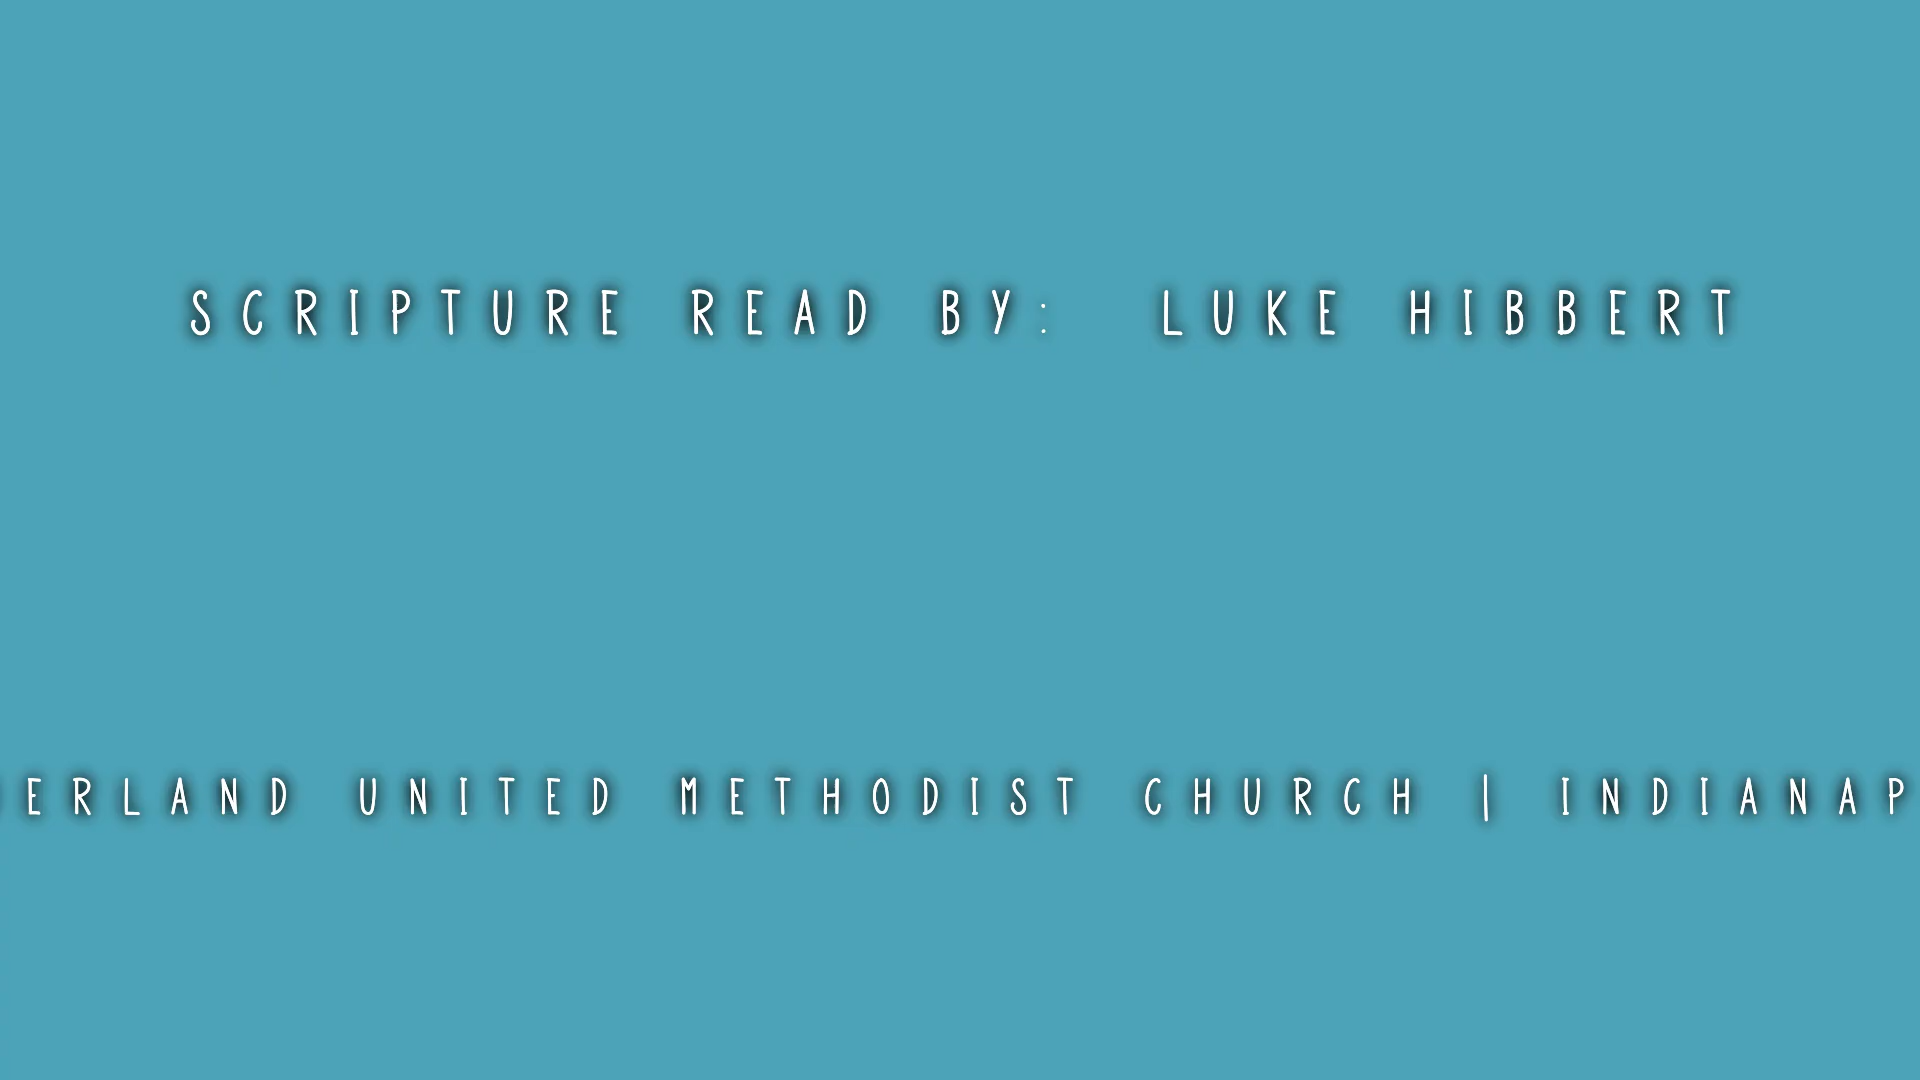 SCRIPTURE READ BY: LUKE HIBBERT
ERLAND UNITED METHODIST CHURCH | INDIANAP